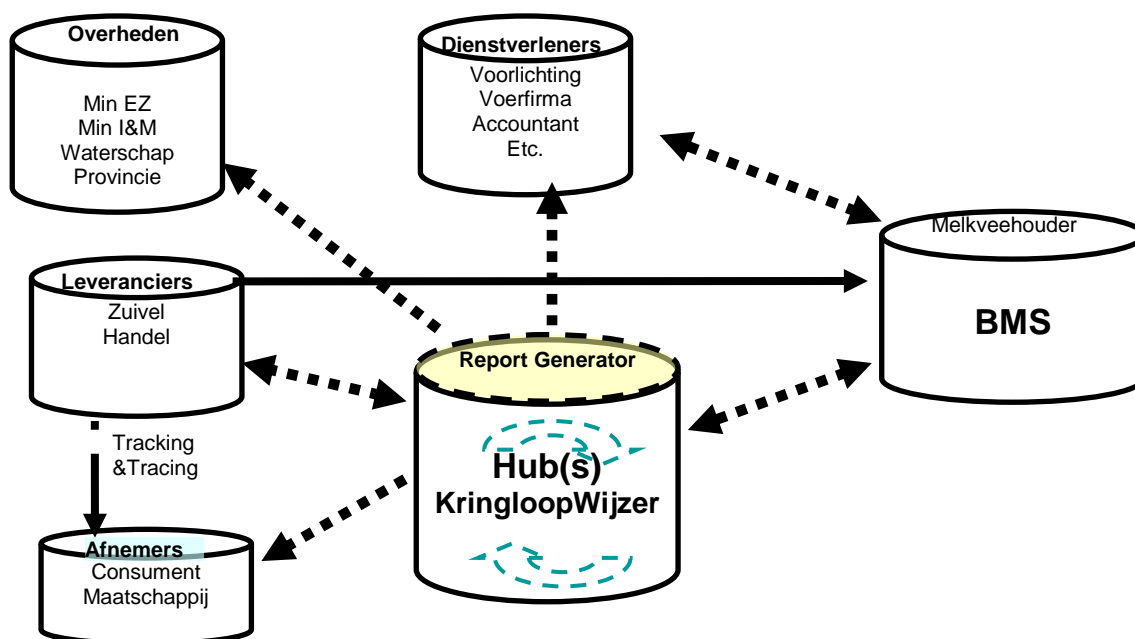 Overheden
Min EZ
Min I&M
Waterschap
Provincie
Dienstverleners
Voorlichting
Voerfirma
Accountant
Etc.
Melkveehouder
BMS
Leveranciers
Zuivel
Handel
Report Generator
Hub(s)
KringloopWijzer
Tracking
&Tracing
Afnemers
Consument
Maatschappij